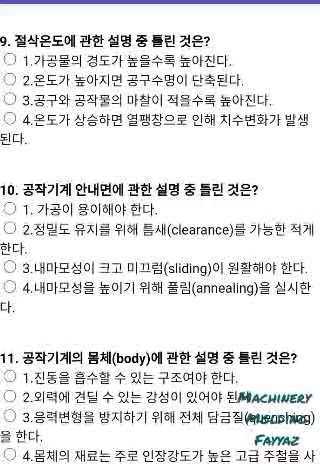 9. 절삭온도에 관한 설명 중 틀린 것은?
1.가공물의 경도가 높을수록 높아진다.
2.온도가 높아지면 공구수명이 단축된다.
3.공구와 공작물의 마찰이 적을수록 높아진다.
4.온도가 상승하면 열팽창으로 인해 치수변화가 발생
된다.
10. 공작기계 안내면에 관한 설명 중 틀린 것은?
1. 가공이 용이해야 한다.
2.정밀도 유지를 위해 틈새(clearance)를 가능한 적게
한다.
3.내마모성이 크고 미끄럼(sliding)이 원활해야 한다.
4.내마모성을 높이기 위해 풀림(annealing)을 실시한
다.
11. 공작기계의 몸체(body)에 관한 설명 중 틀린 것은?
1.진동을 흡수할 수 있는 구조여야 한다.
2.외력에 견딜 수 있는 강성이 있어야 된
MACHINERY
3.응력변형을 방지하기 위해 전체 담금질
을 한다.
FAYYAZ
4.몸체의 재료는 주로 인장강도가 높은 고급 주철을 사